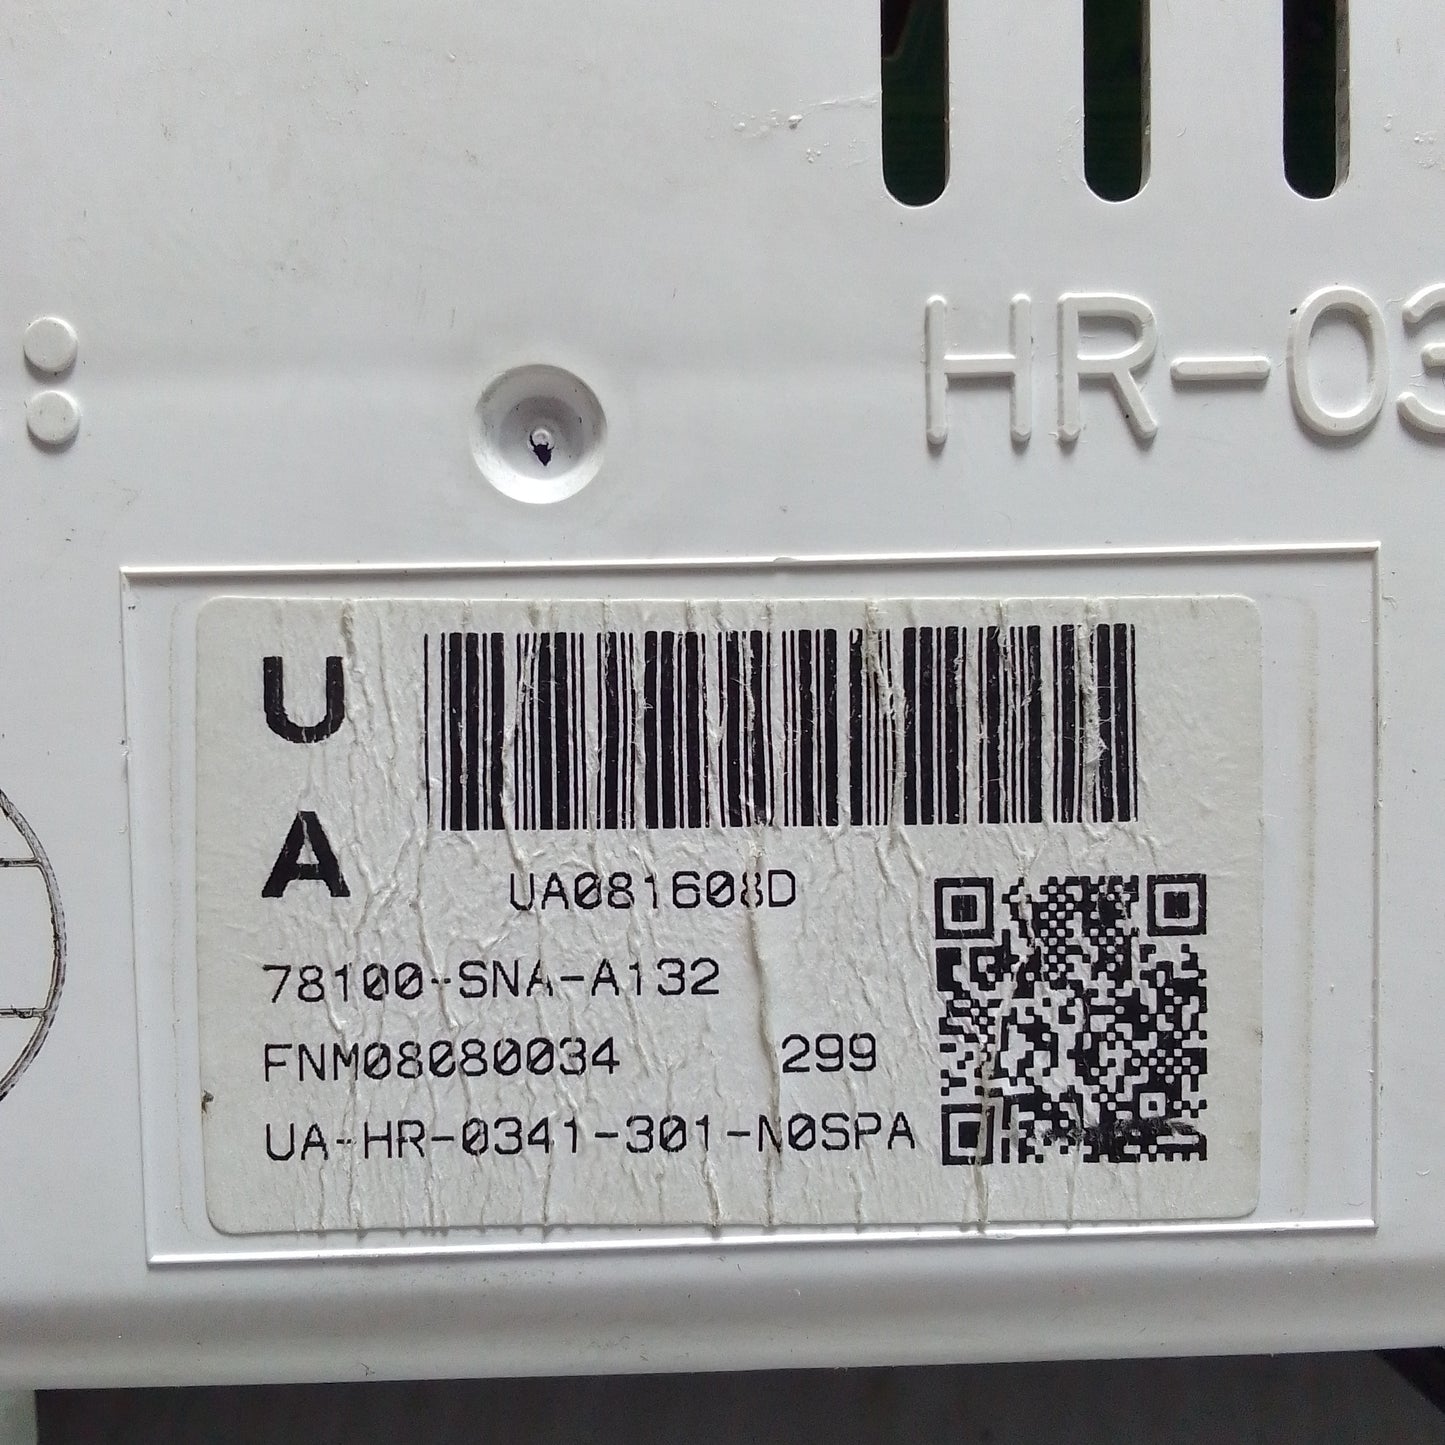 HR-03
U
A
UA081608D
78100-SNA-A132
FNM08080034 299
UA-HR-0341-301-N0SPA